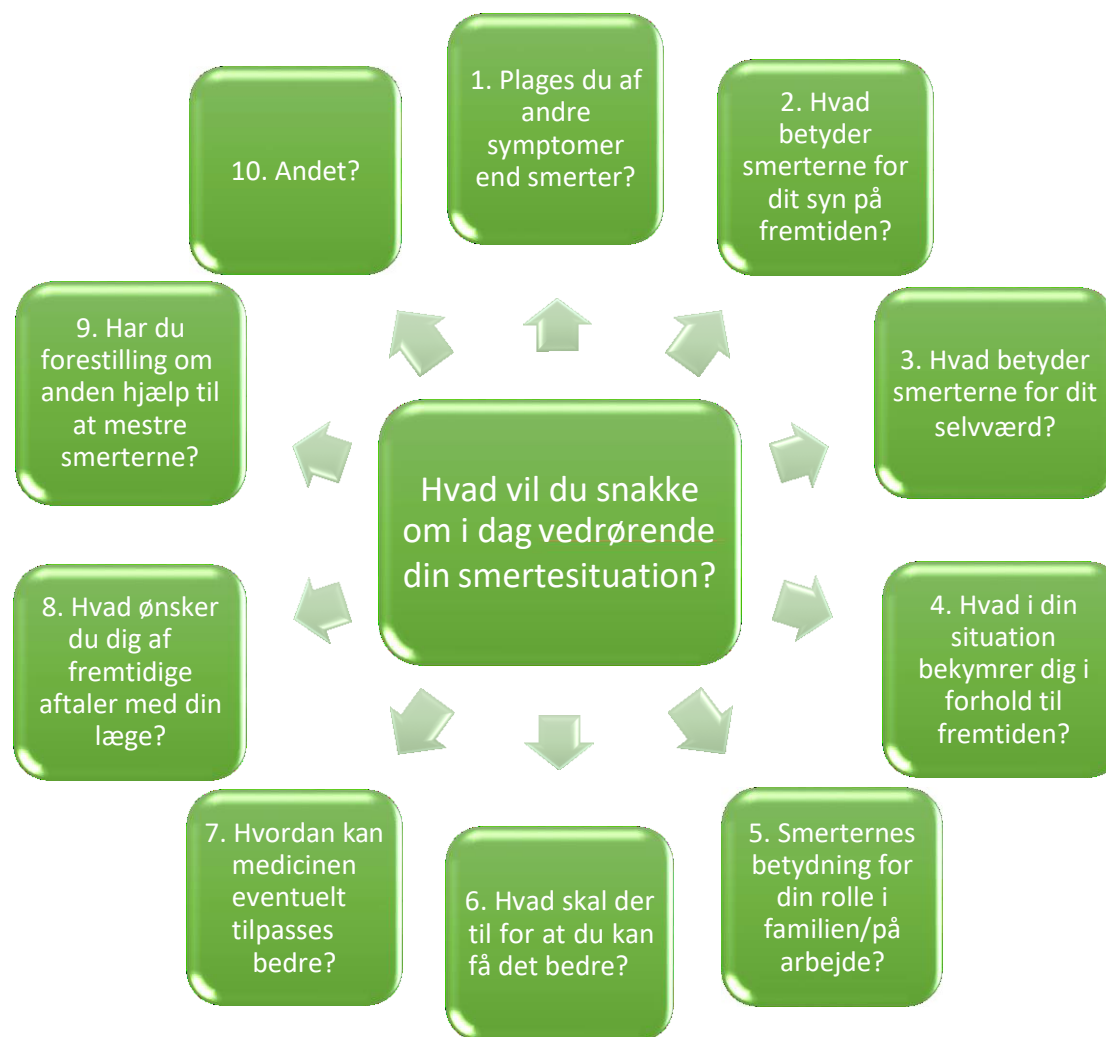 1. Plages du af
andre
symptomer
end smerter?
2. Hvad
betyder
smerterne for
dit syn på
fremtiden?
3. Hvad betyder
smerterne for dit
selvværd?
4. Hvad i din
situation
bekymrer dig i
forhold til
fremtiden?
5. Smerternes
betydning for
din rolle i
familien/på
arbejde?
6. Hvad skal der
til for at du kan
få det bedre?
7. Hvordan kan
medicinen
eventuelt
tilpasses
bedre?
8. Hvad ønsker
du dig af
fremtidige
aftaler med din
læge?
9. Har du
forestilling om
anden hjælp til
at mestre
smerterne?
10. Andet?
Hvad vil du snakke
om i dag vedrørende
din smertesituation?